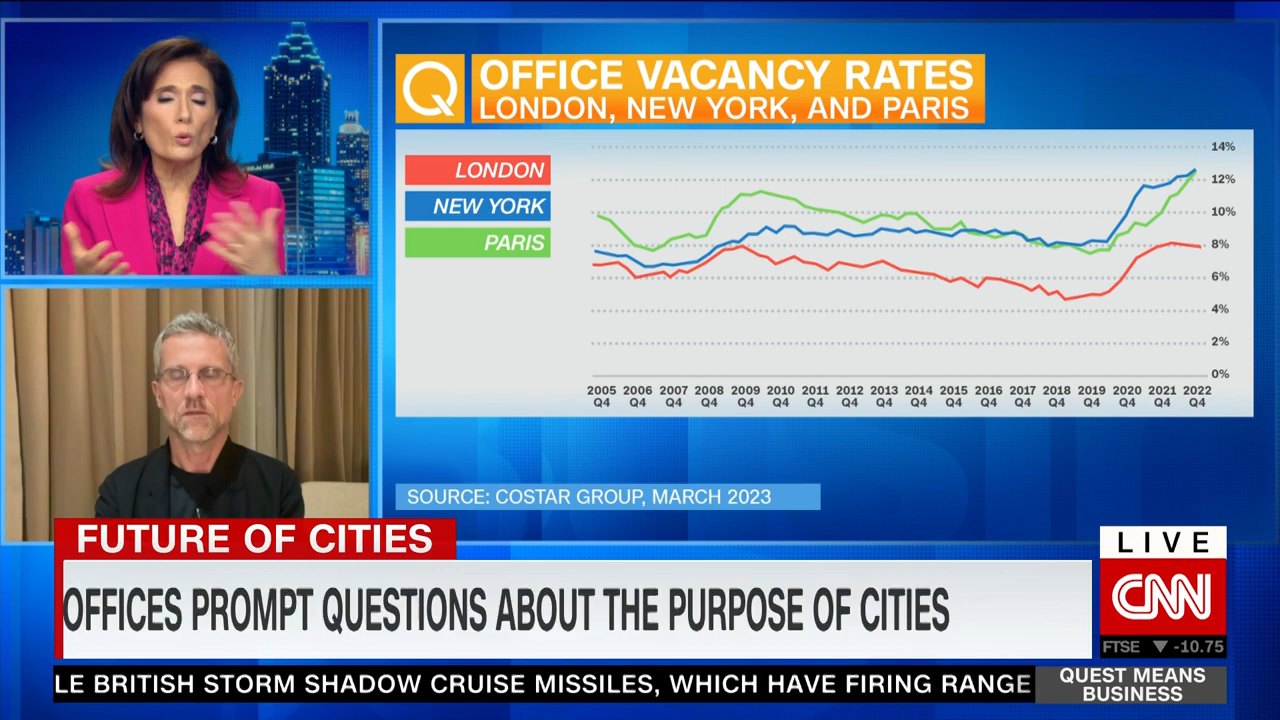 Q OFFICE VACANCY RATES
LONDON, NEW YORK, AND PARIS
LONDON
NEW YORK
PARIS
14%
12%
10%
8%
6%
4%
2%
0%
2005 2006 2007 2008 2009 2010 2011 2012 2013 2014 2015 2016 2017 2018 2019 2020 2021 2022
Q4 Q4 Q4 Q4 Q4 Q4 Q4 Q4 Q4 Q4 Q4 Q4 Q4 Q4 Q4 Q4 Q4 Q4
SOURCE: COSTAR GROUP, MARCH 2023
FUTURE OF CITIES
OFFICES PROMPT QUESTIONS ABOUT THE PURPOSE OF CITIES
LIVE
CNN
FTSE ▼ -10.75
LE BRITISH STORM SHADOW CRUISE MISSILES, WHICH HAVE FIRING RANGE
QUEST MEANS
BUSINESS